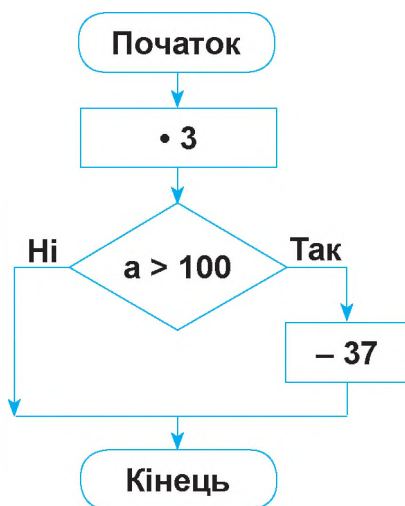 Початок
• 3
Ні
Так
a > 100
– 37
Кінець